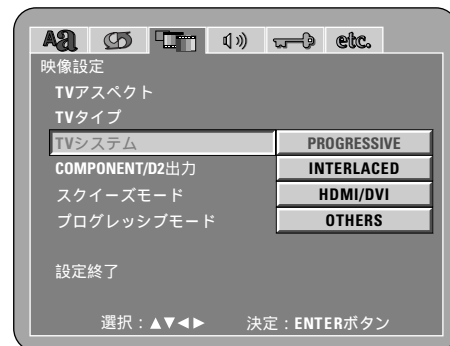 Aa etc.
映像設定
TVアスペクト
TVタイプ
TVシステム PROGRESSIVE
COMPONENT/D2出力 INTERLACED
スクイーズモード HDMI/DVI
プログレッシブモード OTHERS
設定終了
選択：▲▼◀▶ 決定：ENTERボタン